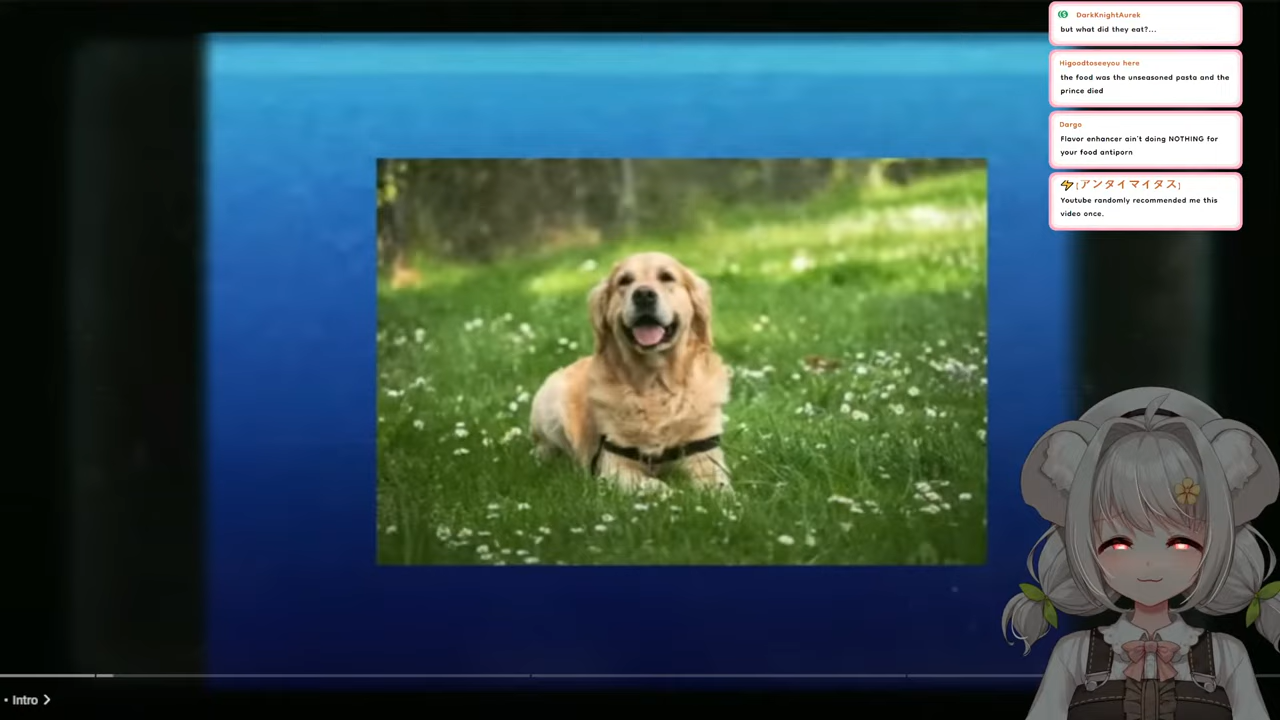 DarkKnightAurek
but what did they eat?...
Higoodtoseeyou here
the food was the unseasoned pasta and the
prince died
Dargo
Flavor enhancer ain't doing NOTHING for
your food antiporn
[アンタイマイダス]
Youtube randomly recommended me this
video once.
• Intro >